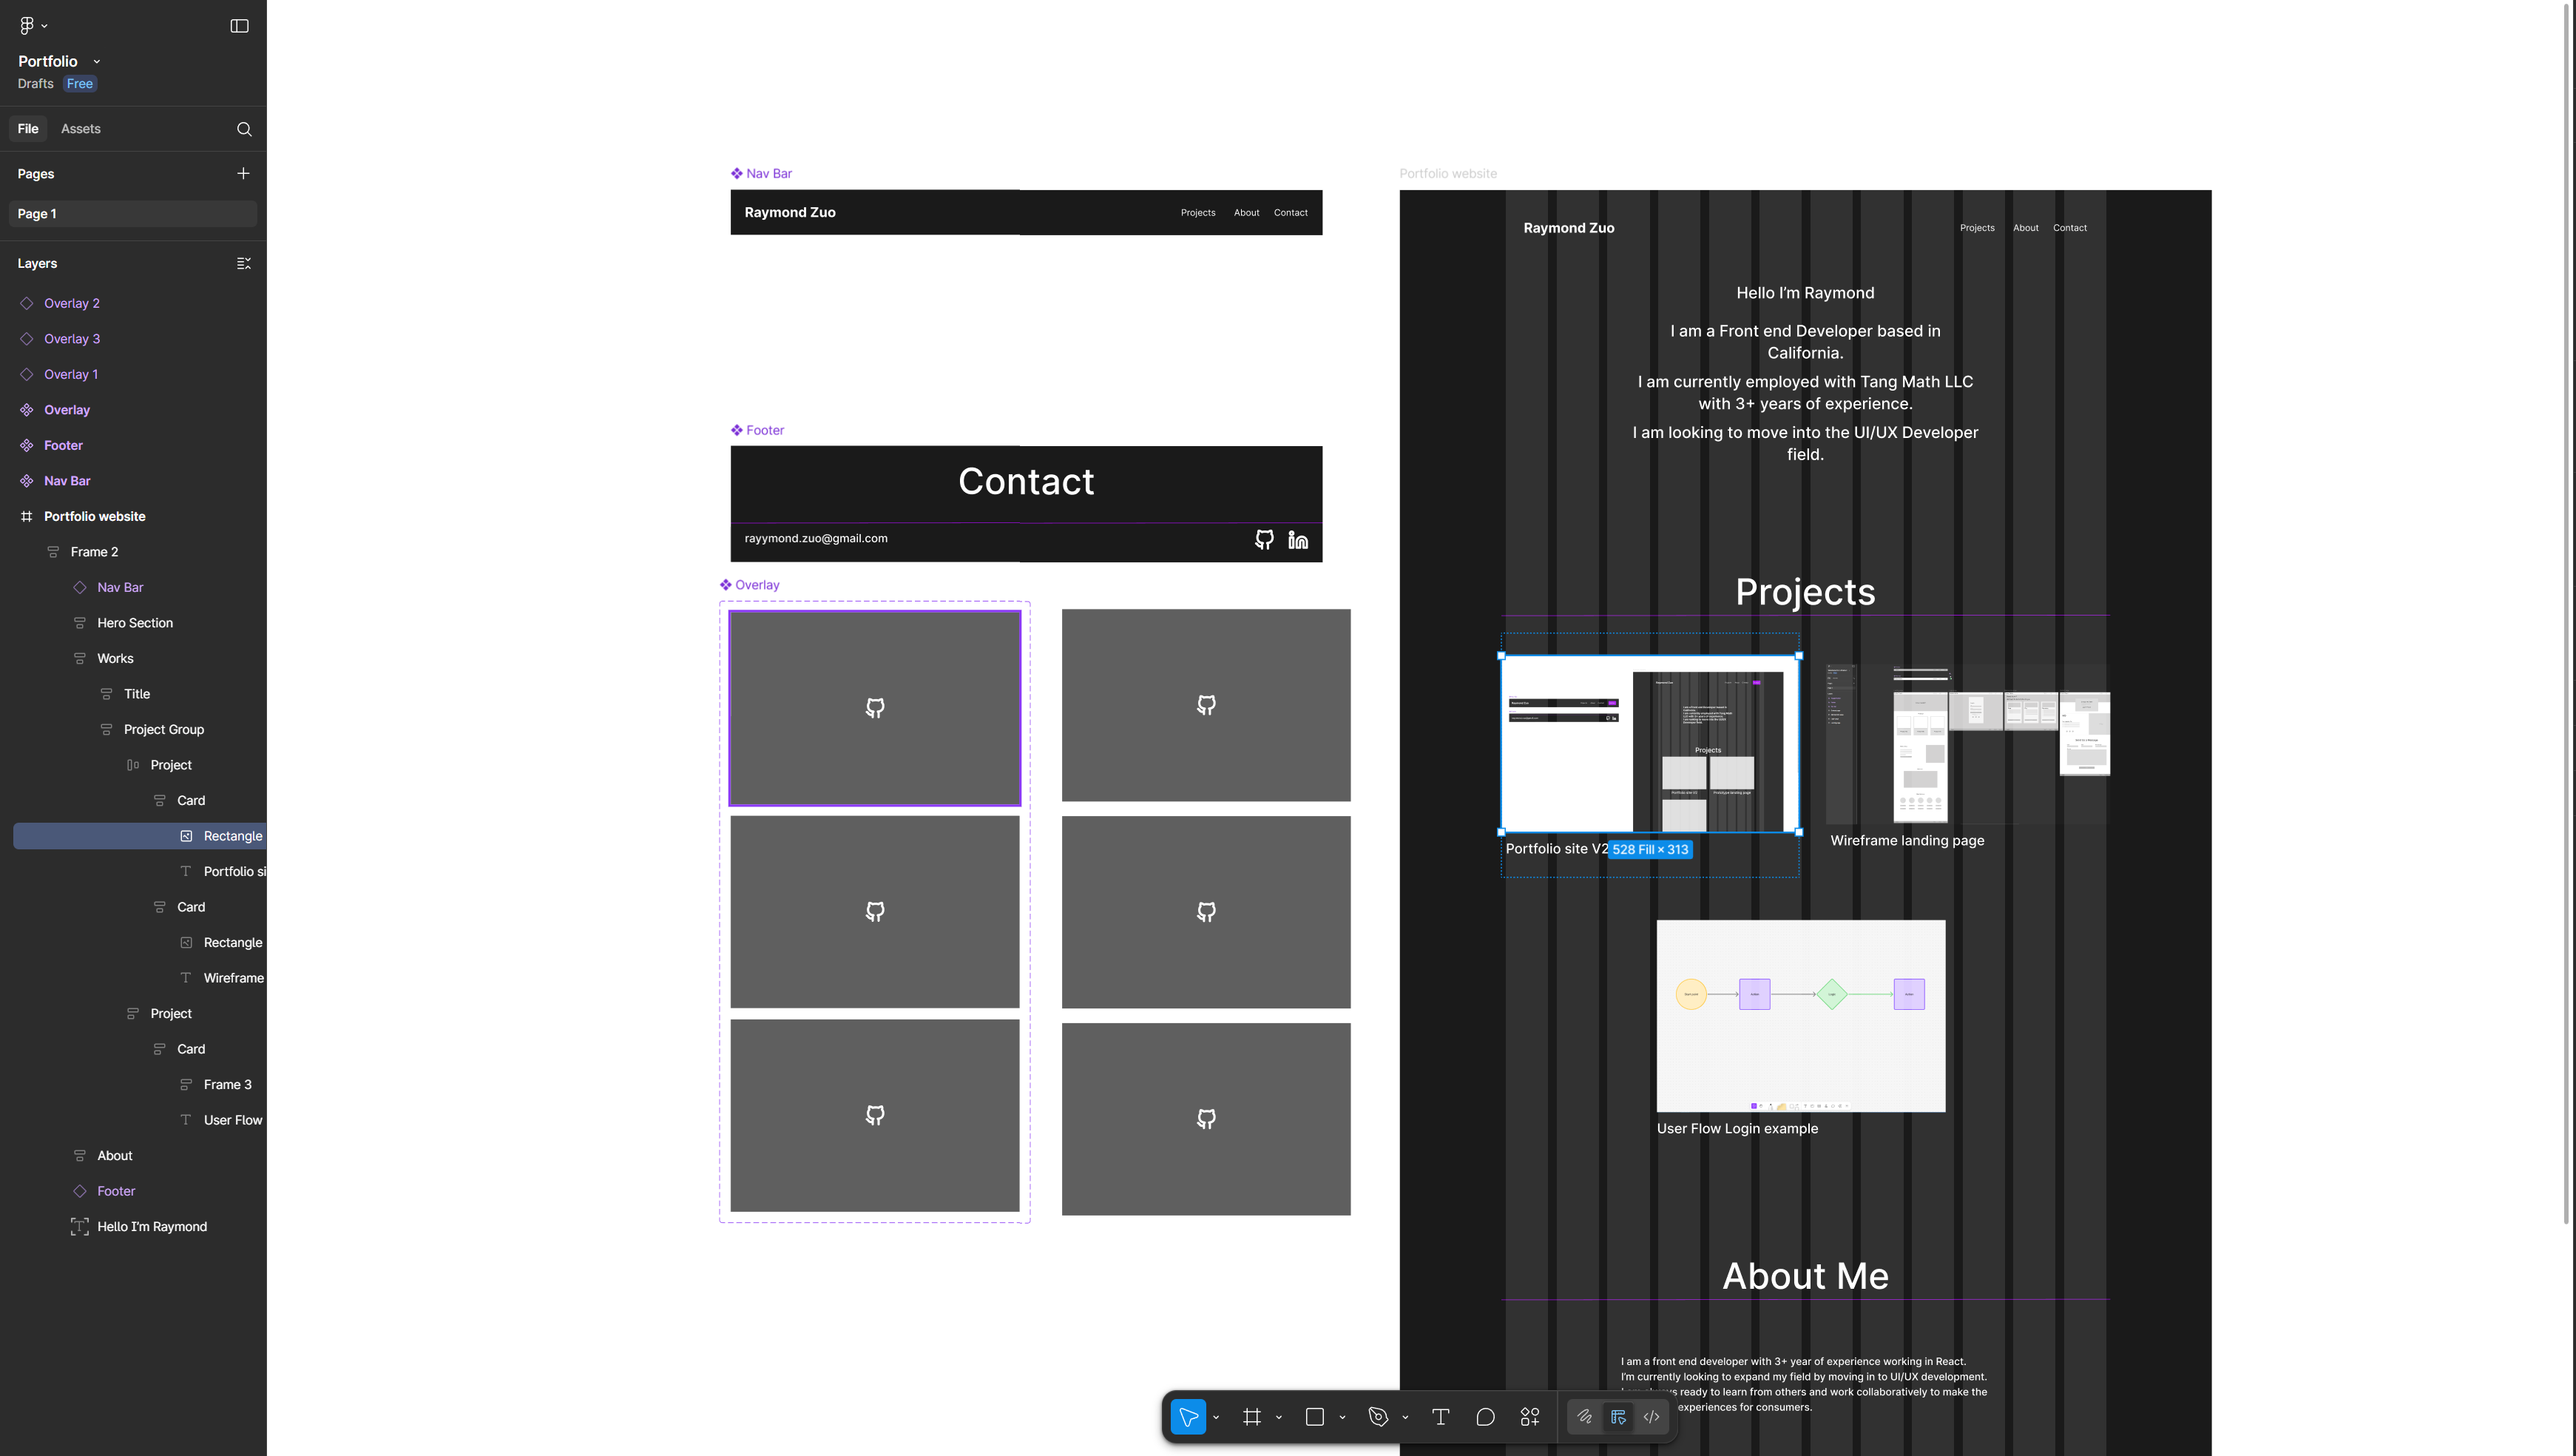 Portfolio
Drafts Free
File Assets
Pages
Page 1
Layers
Overlay 2
Overlay 3
Overlay 1
Overlay
Footer
Nav Bar
Portfolio website
Frame 2
Nav Bar
Hero Section
Works
Title
Project Group
Project
Card
Rectangle
Portfolio si
Card
Rectangle
Wireframe
Project
Card
Frame 3
User Flow
About
Footer
Hello I'm Raymond
Nav Bar
Raymond Zuo Projects About Contact
Footer
Contact
rayymond.zuo@gmail.com
Overlay
Portfolio website
Raymond Zuo Projects About Contact
Hello I'm Raymond
I am a Front end Developer based in
California.
I am currently employed with Tang Math LLC
with 3+ years of experience.
I am looking to move into the UI/UX Developer
field.
Projects
Raymond Zuo
Projects
Portfolio site V2
528 Fill × 313
Wireframe landing page
User Flow Login example
About Me
I am a front end developer with 3+ year of experience working in React.
I'm currently looking to expand my field by moving in to UI/UX development.
ready to learn from others and work collaboratively to make the
experiences for consumers.